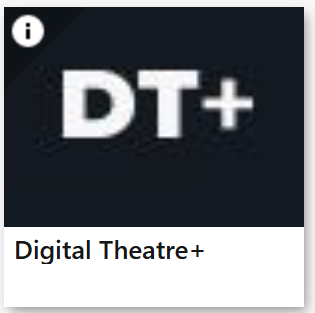 i
DT+
Digital Theatre+